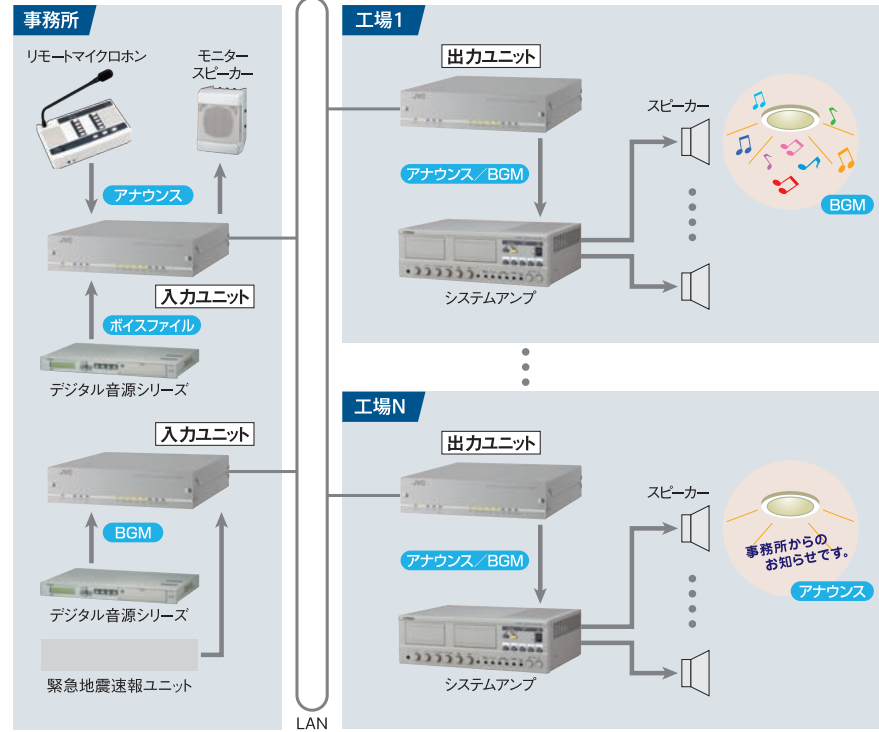 事務所
リモートマイクロホン
モニター
スピーカー
アナウンス
JVC
入力ユニット
ボイスファイル
デジタル音源シリーズ
入力ユニット
JVC
BGM
デジタル音源シリーズ
緊急地震速報ユニット
LAN
工場1
出力ユニット
JVC
アナウンス/BGM
システムアンプ
スピーカー
BGM
工場N
出力ユニット
JVC
アナウンス/BGM
システムアンプ
スピーカー
事務所からの
お知らせです。
アナウンス